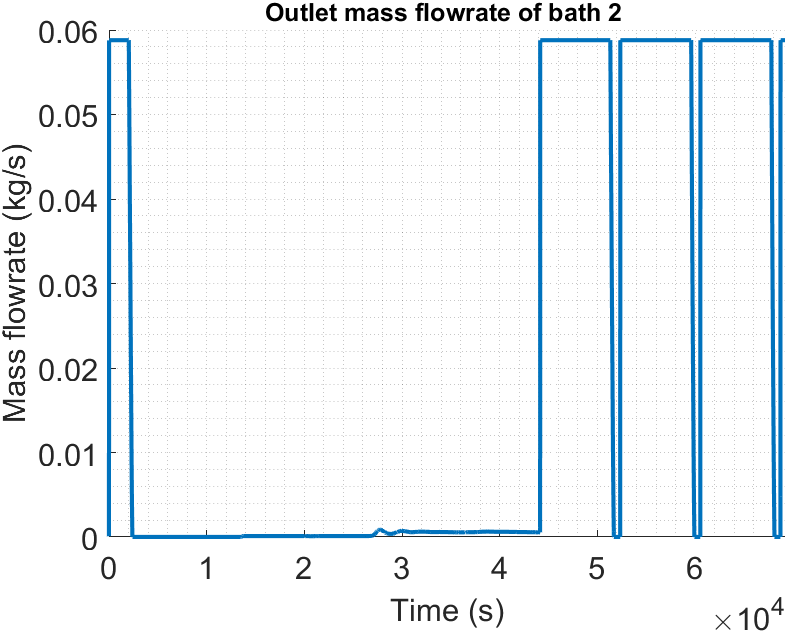 Outlet mass flowrate of bath 2
Mass flowrate (kg/s)
0.06
0.05
0.04
0.03
0.02
0.01
0
0 1 2 3 4 5 6
Time (s)
×10⁴